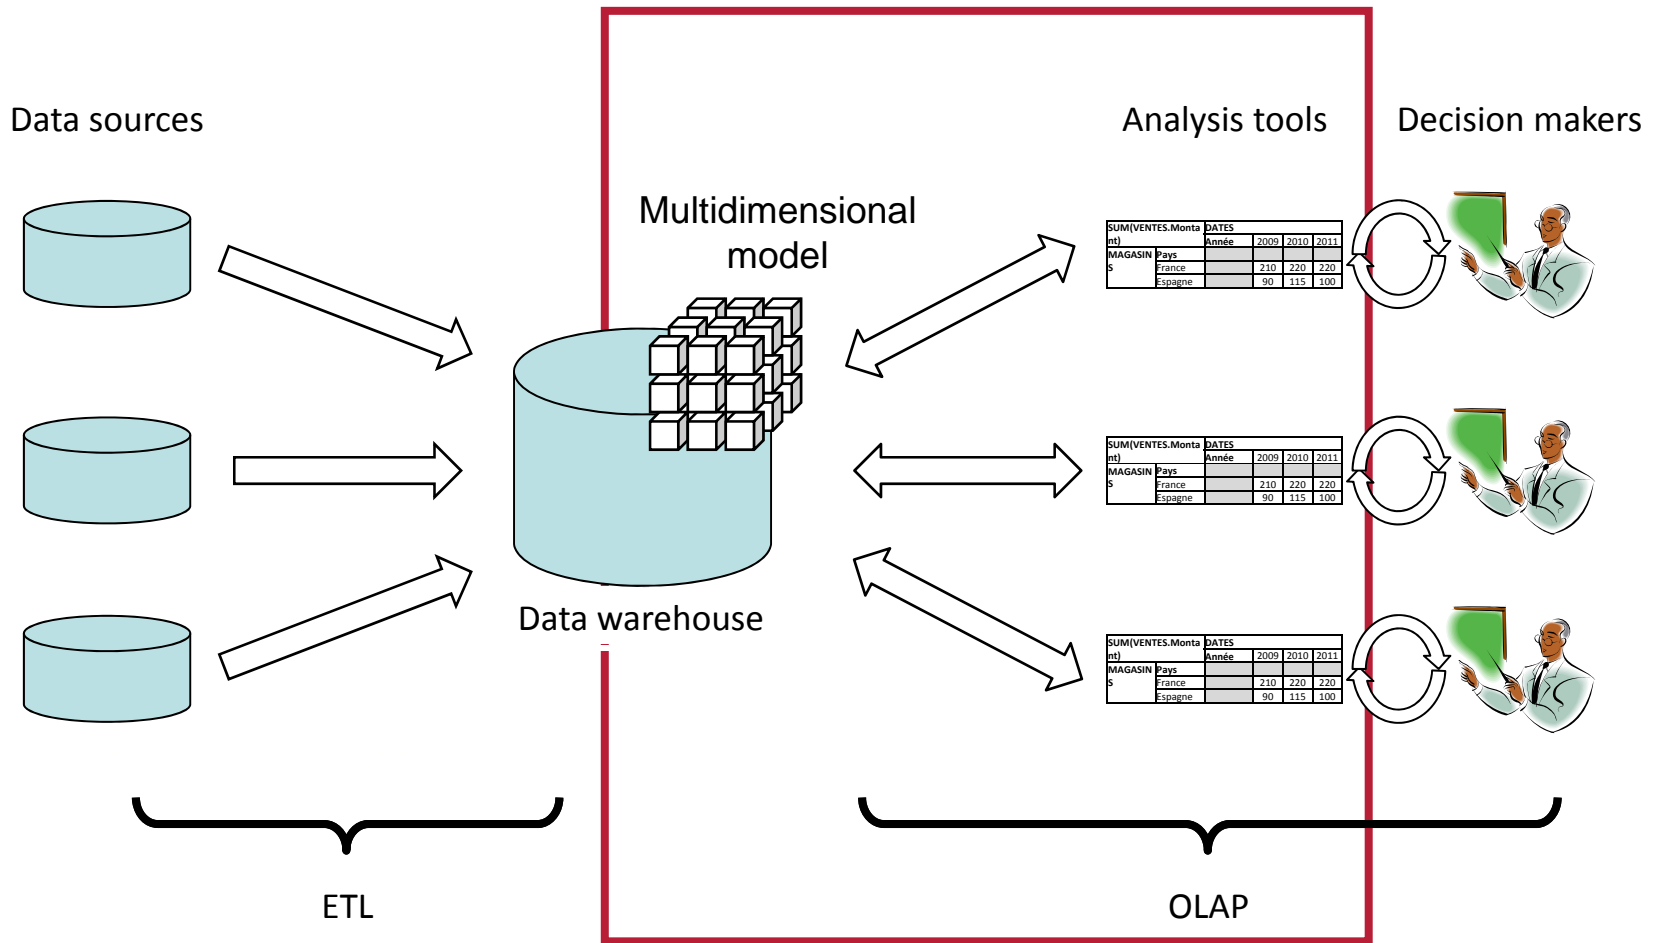 Data sources
Analysis tools
Decision makers
Multidimensional
model
SUM(VENTES.Monta DATES
nt) Année 2009 2010 2011
MAGASIN Pays
S France 210 220 220
Espagne 90 115 100
SUM(VENTES.Monta DATES
nt) Année 2009 2010 2011
MAGASIN Pays
S France 210 220 220
Espagne 90 115 100
Data warehouse
SUM(VENTES.Monta DATES
nt) Année 2009 2010 2011
MAGASIN Pays
S France 210 220 220
Espagne 90 115 100
ETL
OLAP